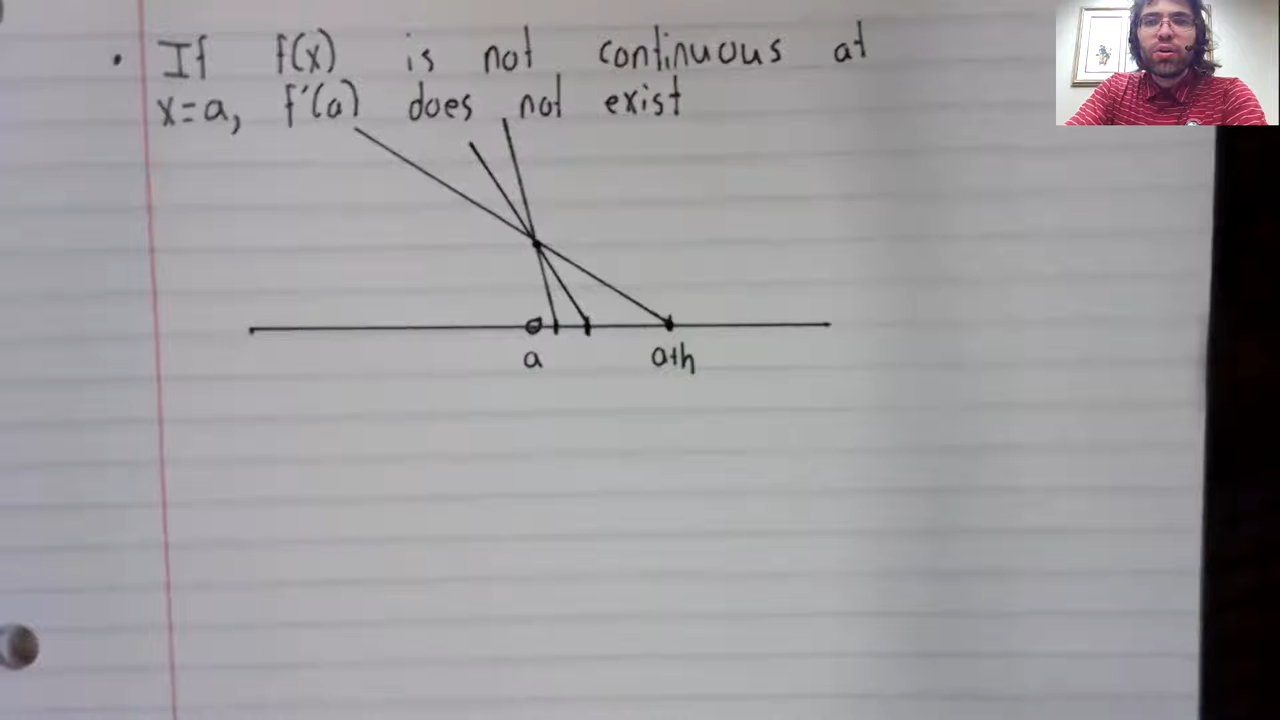 • If f(x) is not continuous at
x=a, f'(a) does not exist
a a+h